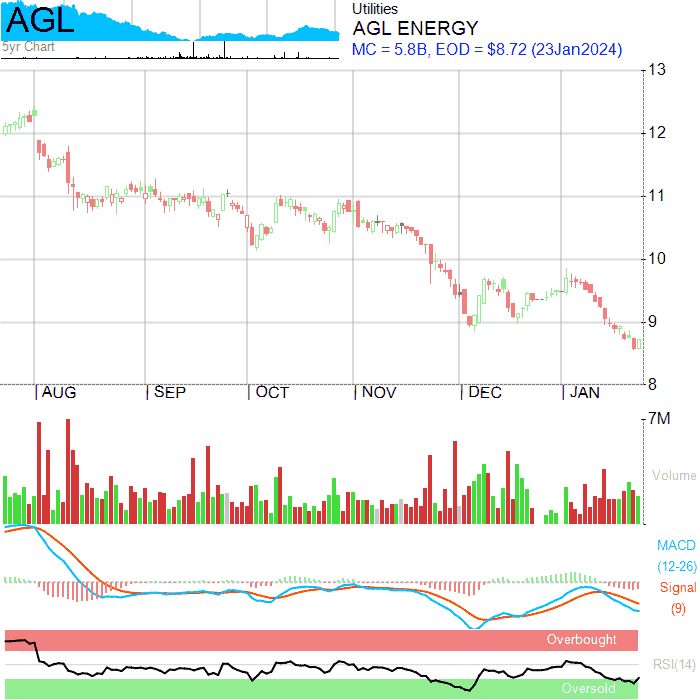 AGL
5yr Chart
Utilities
AGL ENERGY
MC = 5.8B, EOD = $8.72 (23Jan2024)
13
12
11
10
9
8
AUG SEP OCT NOV DEC JAN
7M
Volume
MACD
(12-26)
Signal
(9)
Overbought
RSI(14)
Oversold